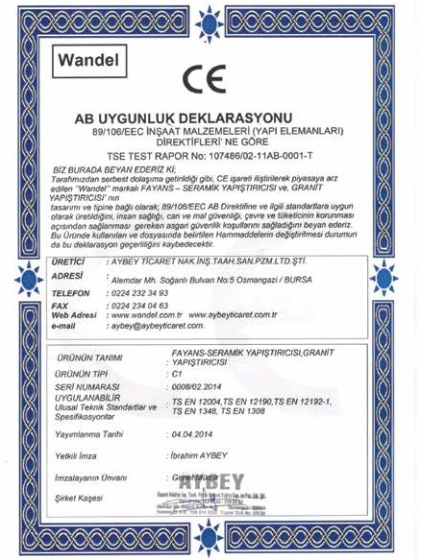 Wandel
CE
AB UYGUNLUK DEKLARASYONU
89/106/EEC İNŞAAT MALZEMELERİ (YAPI ELEMANLARI)
DİREKTİFLERİ' NE GÖRE
TSE TEST RAPOR No: 107486/02-11AB-0001-T
BİZ BURADA BEYAN EDERİZ Kİ;
Tarafımızdan serbest dolaşıma getirildiği gibi, CE işareti iliştirilerek piyasaya arz
edilen "Wandel" markalı FAYANS – SERAMİK YAPIŞTIRICISI ve, GRANİT
YAPIŞTIRICISI' nın
tasarımı ve tipine bağlı olarak; 89/106/EEC AB Direktifine ve ilgili standartlara uygun
olarak üretildiğini, insan sağlığı, can ve mal güvenliği, çevre ve tüketicinin korunması
açısından sağlanması gereken asgari güvenlik koşullarını sağladığını beyan ederiz.
Bu Üründe kullanılan ve dosyasında belirtilen Hammaddelerin değiştirilmesi durumun
da bu deklarasyon geçerliliğini kaybedecektir.
ÜRETİCİ : AYBEY TİCARET NAK.İNŞ.TAAH.SAN.PZM.LTD.ŞTİ.
ADRESİ : Alemdar Mh. Soğanlı Bulvarı No:5 Osmangazi / BURSA
TELEFON : 0224 232 34 93
FAX : 0224 234 04 63
Web Adresi : www.wandel.com.tr www.aybeyticaret.com.tr
e-mail : aybey@aybeyticaret.com.
ÜRÜNÜN TANIMI : FAYANS-SERAMİK YAPIŞTIRICISI,GRANİT
YAPIŞTIRICISI
ÜRÜNÜN TİPİ : C1
SERİ NUMARASI : 0008/02.2014
UYGULANABİLİR
Ulusal Teknik Standartlar ve
Spesifikasyonlar
: TS EN 12004,TS EN 12190,TS EN 12192-1,
TS EN 1348, TS EN 1308
Yayımlanma Tarihi : 04.04.2014
Yetkili İmza : İbrahim AYBEY
İmzalayanın Ünvanı : Genel Müdür
AYBEY
Şirket Kaşesi :